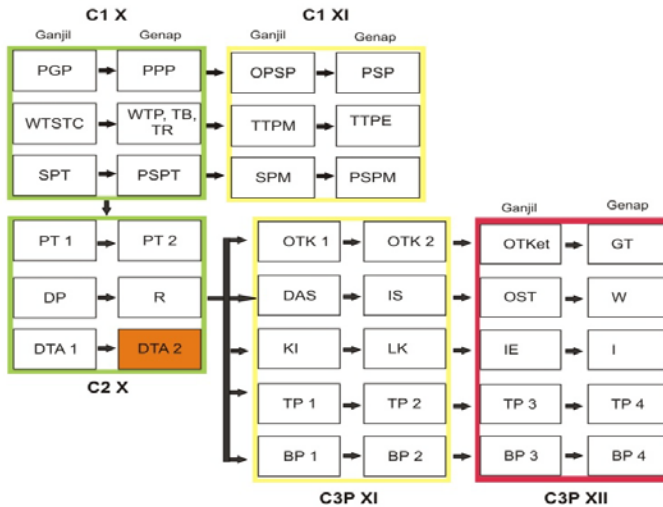 C1 X
C1 XI
Ganjil
Genap
Ganjil
Genap
PGP
PPP
OPSP
PSP
WTSTC
WTP, TB,
TR
TTPM
TTPE
SPT
PSPT
SPM
PSPM
Ganjil
Genap
PT 1
PT 2
OTK 1
OTK 2
OTKet
GT
DP
R
DAS
IS
OST
W
DTA 1
DTA 2
KI
LK
IE
I
C2 X
TP 1
TP 2
TP 3
TP 4
BP 1
BP 2
BP 3
BP 4
C3P XI
C3P XII